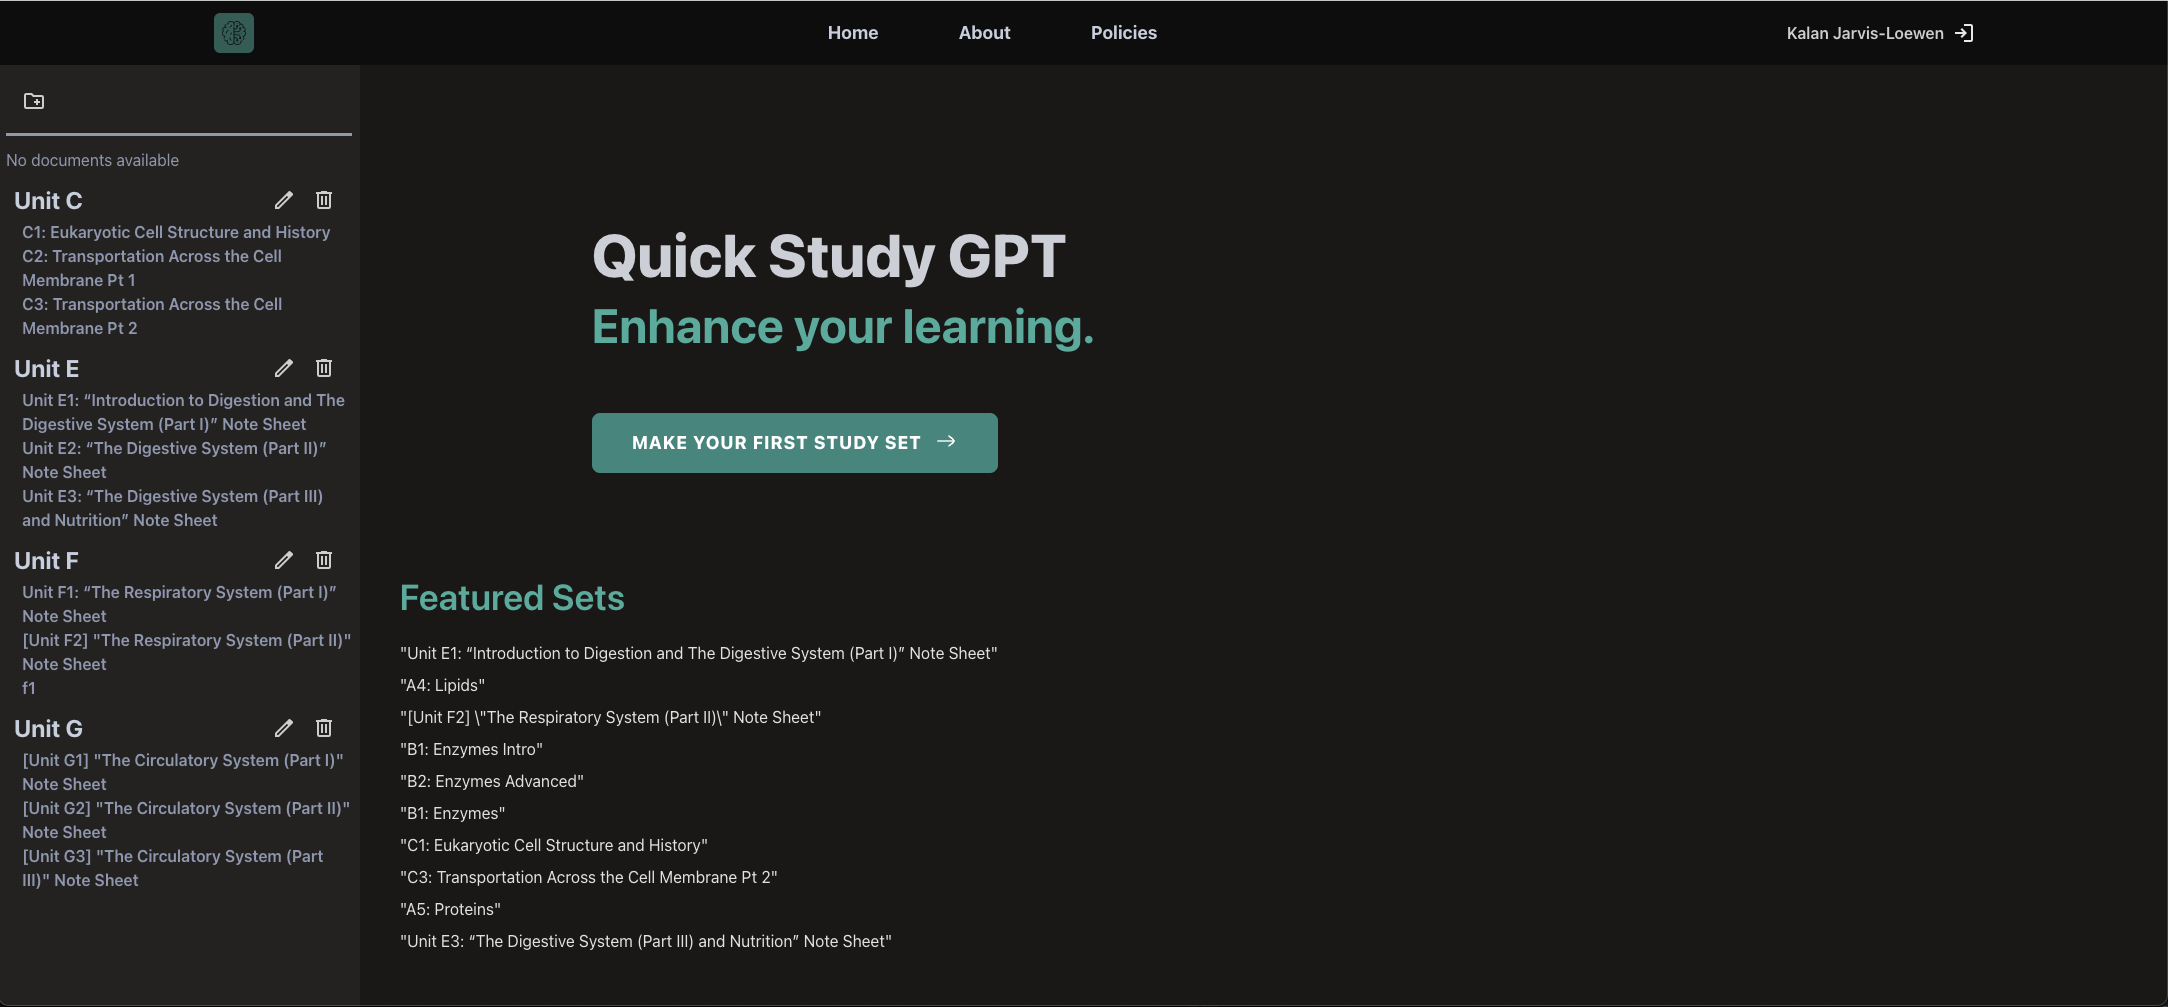 Home
About
Policies
Kalan Jarvis-Loewen
No documents available
Unit C
C1: Eukaryotic Cell Structure and History
C2: Transportation Across the Cell
Membrane Pt 1
C3: Transportation Across the Cell
Membrane Pt 2
Unit E
Unit E1: “Introduction to Digestion and The
Digestive System (Part I)” Note Sheet
Unit E2: “The Digestive System (Part II)”
Note Sheet
Unit E3: “The Digestive System (Part III)
and Nutrition” Note Sheet
Unit F
Unit F1: “The Respiratory System (Part I)”
Note Sheet
[Unit F2] "The Respiratory System (Part II)"
Note Sheet
f1
Unit G
[Unit G1] "The Circulatory System (Part I)"
Note Sheet
[Unit G2] "The Circulatory System (Part II)"
Note Sheet
[Unit G3] "The Circulatory System (Part
III)" Note Sheet
Quick Study GPT
Enhance your learning.
MAKE YOUR FIRST STUDY SET →
Featured Sets
"Unit E1: “Introduction to Digestion and The Digestive System (Part I)” Note Sheet"
"A4: Lipids"
"[Unit F2] \"The Respiratory System (Part II)\" Note Sheet"
"B1: Enzymes Intro"
"B2: Enzymes Advanced"
"B1: Enzymes"
"C1: Eukaryotic Cell Structure and History"
"C3: Transportation Across the Cell Membrane Pt 2"
"A5: Proteins"
"Unit E3: “The Digestive System (Part III) and Nutrition” Note Sheet"